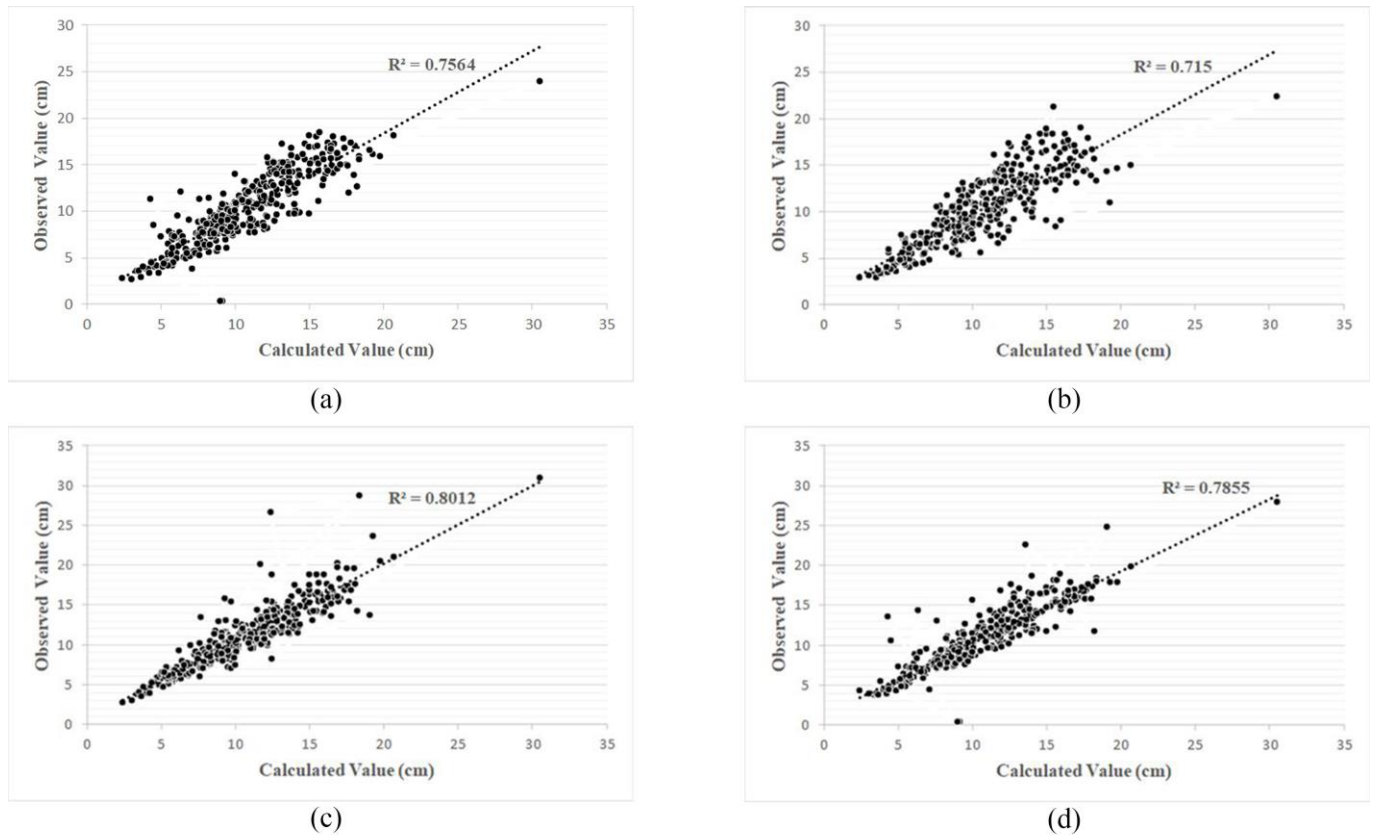 30
25
20
15
10
5
0
Observed Value (cm)
R² = 0.7564
0 5 10 15 20 25 30 35
Calculated Value (cm)
(a)
30
25
20
15
10
5
0
Observed Value (cm)
R² = 0.715
0 5 10 15 20 25 30 35
Calculated Value (cm)
(b)
35
30
25
20
15
10
5
0
Observed Value (cm)
R² = 0.8012
0 5 10 15 20 25 30 35
Calculated Value (cm)
(c)
35
30
25
20
15
10
5
0
Observed Value (cm)
R² = 0.7855
0 5 10 15 20 25 30 35
Calculated Value (cm)
(d)